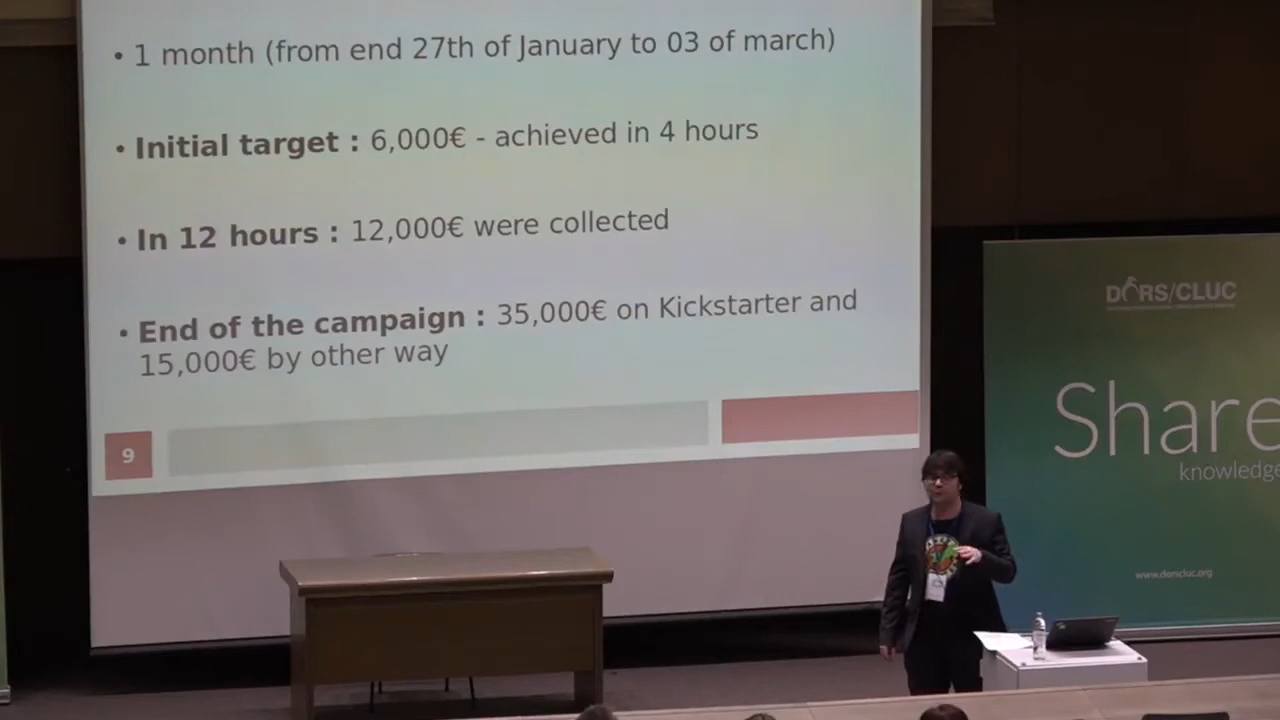 • 1 month (from end 27th of January to 03 of march)
• Initial target : 6,000€ - achieved in 4 hours
• In 12 hours : 12,000€ were collected
• End of the campaign : 35,000€ on Kickstarter and
15,000€ by other way
9
DORS/CLUC
Share
knowledge
www.dorscluc.org